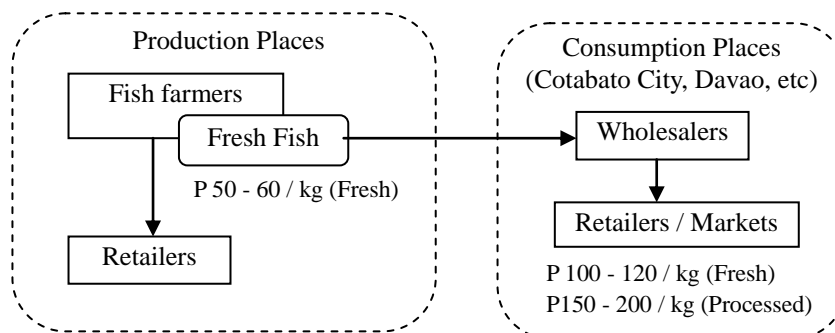 Production Places
Fish farmers
Fresh Fish
P 50 - 60 / kg (Fresh)
Retailers
Consumption Places
(Cotabato City, Davao, etc)
Wholesalers
Retailers / Markets
P 100 - 120 / kg (Fresh)
P150 - 200 / kg (Processed)